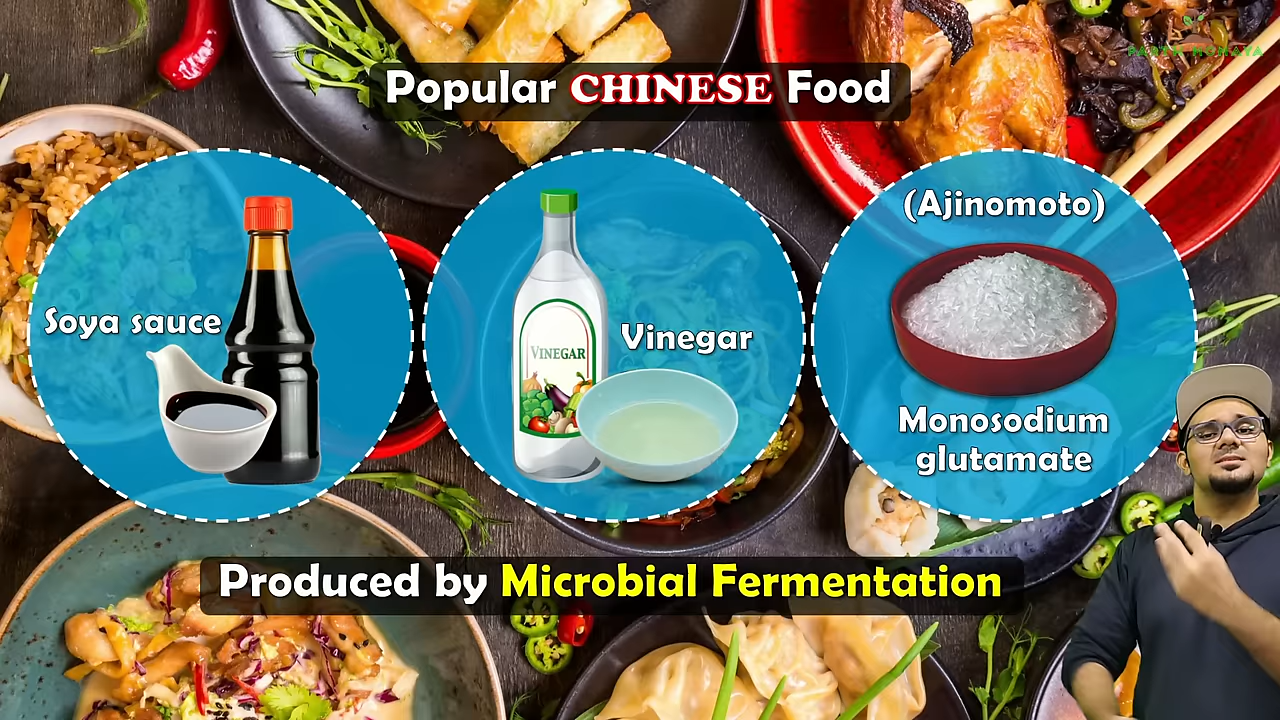 Popular CHINESE Food
(Ajinomoto)
Soya sauce
VINEGAR
Vinegar
Monosodium
glutamate
Produced by Microbial Fermentation